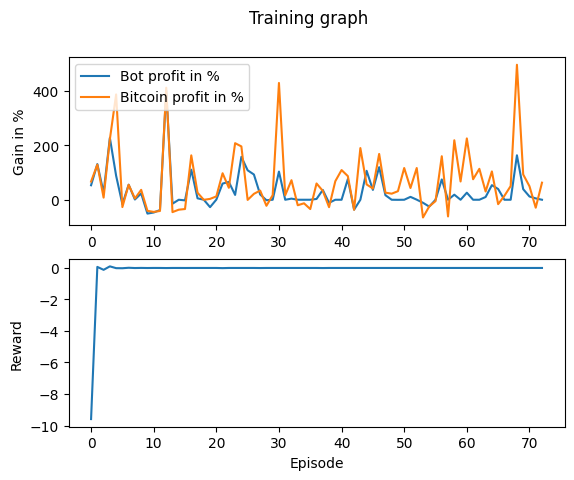 Training graph
Gain in %
400
200
0
Bot profit in %
Bitcoin profit in %
0 10 20 30 40 50 60 70
Reward
0
−2
−4
−6
−8
−10
0 10 20 30 40 50 60 70
Episode